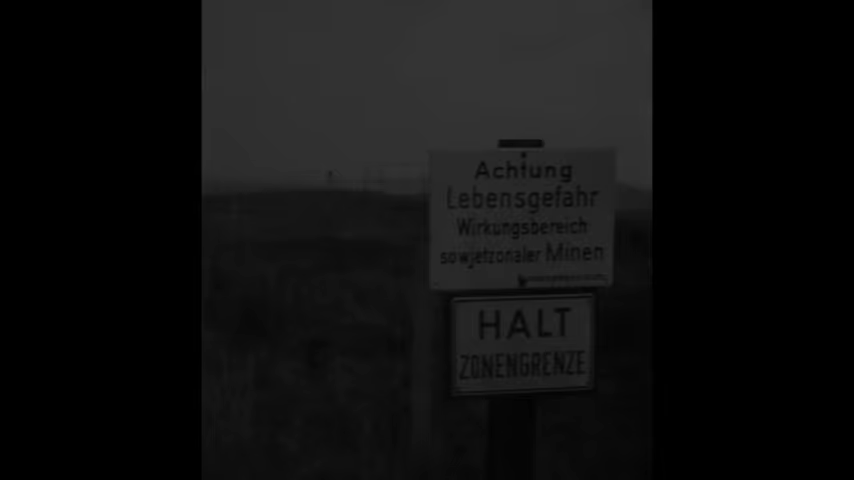 Achtung
Lebensgefahr
Wirkungsbereich
sowjetzonaler Minen
HALT
ZONENGRENZE